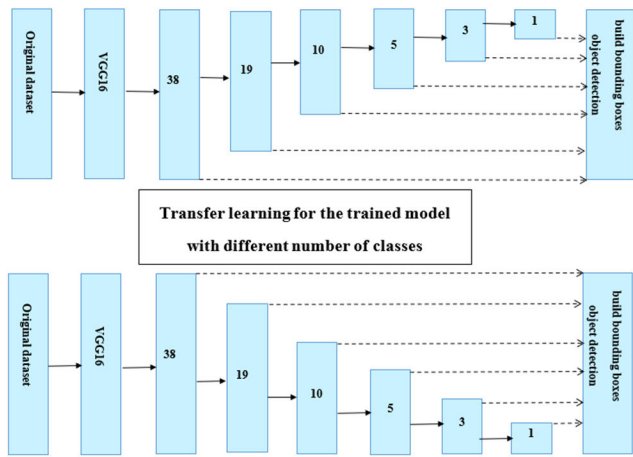 Original dataset
VGG16
38
19
10
5
3
1
build bounding boxes
object detection
Transfer learning for the trained model
with different number of classes
Original dataset
VGG16
38
19
10
5
3
1
build bounding boxes
object detection